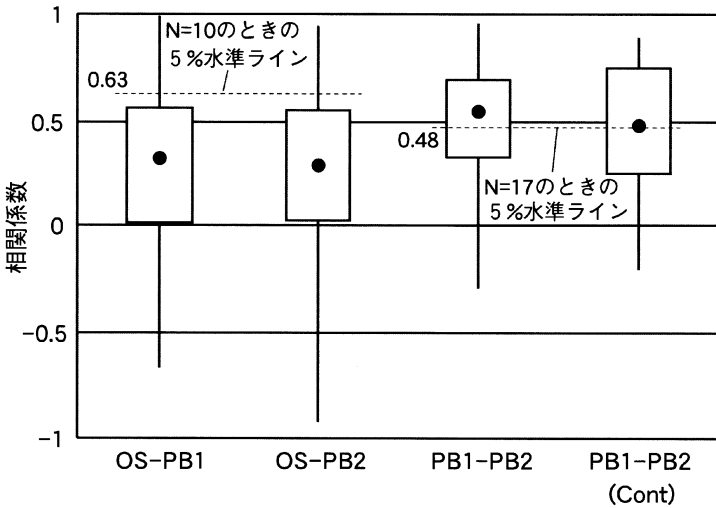 1
N=10のときの
5%水準ライン
0.63
0.5
0.48
N=17のときの
5%水準ライン
0
−0.5
−1
相関係数
OS−PB1
OS−PB2
PB1−PB2
PB1−PB2
(Cont)